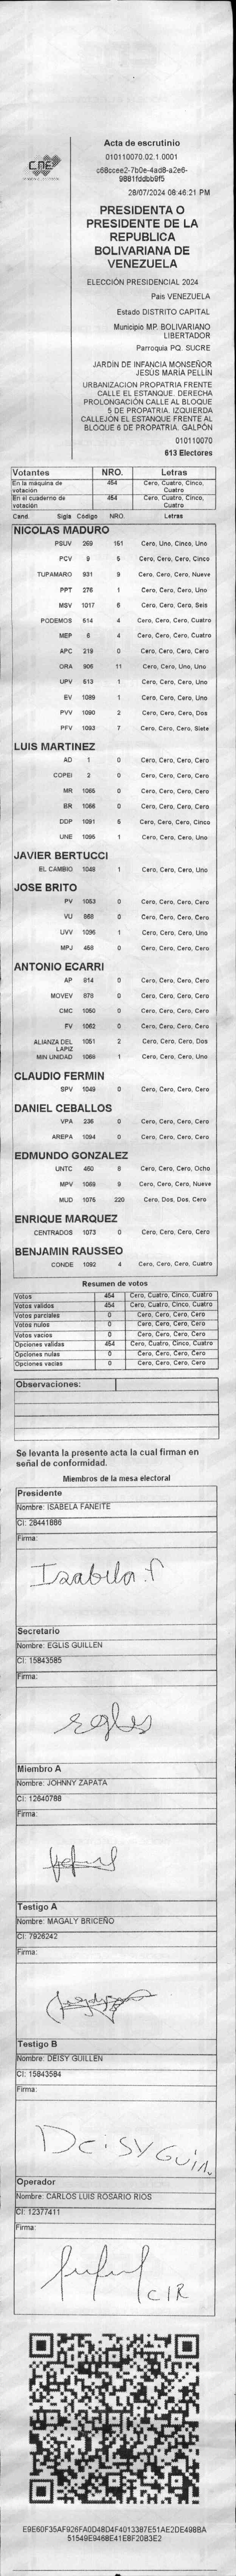 CNE
Acta de escrutinio
010110070.02.1.0001
c68ccee2-7b0e-4ad8-a2e6-
9881fddbb9f5
28/07/2024 08:46:21 PM
PRESIDENTA O
PRESIDENTE DE LA
REPUBLICA
BOLIVARIANA DE
VENEZUELA
ELECCIÓN PRESIDENCIAL 2024
Pais VENEZUELA
Estado DISTRITO CAPITAL
Municipio MP. BOLIVARIANO
LIBERTADOR
Parroquia PQ. SUCRE
JARDÍN DE INFANCIA MONSEÑOR
JESÚS MARÍA PELLÍN
URBANIZACION PROPATRIA FRENTE
CALLE EL ESTANQUE. DERECHA
PROLONGACIÓN CALLE AL BLOQUE
5 DE PROPATRIA. IZQUIERDA
CALLEJÓN EL ESTANQUE FRENTE AL
BLOQUE 6 DE PROPATRIA. GALPÓN
010110070
613 Electores
Votantes NRO. Letras
En la máquina de votación 454 Cero, Cuatro, Cinco, Cuatro
En el cuaderno de votación 454 Cero, Cuatro, Cinco, Cuatro
Cand. Sigla Código NRO. Letras
NICOLAS MADURO
PSUV 269 151 Cero, Uno, Cinco, Uno
PCV 9 5 Cero, Cero, Cero, Cinco
TUPAMARO 931 9 Cero, Cero, Cero, Nueve
PPT 276 1 Cero, Cero, Cero, Uno
MSV 1017 6 Cero, Cero, Cero, Seis
PODEMOS 514 4 Cero, Cero, Cero, Cuatro
MEP 6 4 Cero, Cero, Cero, Cuatro
APC 219 0 Cero, Cero, Cero, Cero
ORA 906 11 Cero, Cero, Uno, Uno
UPV 513 1 Cero, Cero, Cero, Uno
EV 1089 1 Cero, Cero, Cero, Uno
PVV 1090 2 Cero, Cero, Cero, Dos
PFV 1093 7 Cero, Cero, Cero, Siete
LUIS MARTINEZ
AD 1 0 Cero, Cero, Cero, Cero
COPEI 2 0 Cero, Cero, Cero, Cero
MR 1065 0 Cero, Cero, Cero, Cero
BR 1066 0 Cero, Cero, Cero, Cero
DDP 1091 5 Cero, Cero, Cero, Cinco
UNE 1095 1 Cero, Cero, Cero, Uno
JAVIER BERTUCCI
EL CAMBIO 1048 1 Cero, Cero, Cero, Uno
JOSE BRITO
PV 1053 0 Cero, Cero, Cero, Cero
VU 868 0 Cero, Cero, Cero, Cero
UVV 1096 1 Cero, Cero, Cero, Uno
MPJ 468 0 Cero, Cero, Cero, Cero
ANTONIO ECARRI
AP 914 0 Cero, Cero, Cero, Cero
MOVEV 878 0 Cero, Cero, Cero, Cero
CMC 1050 0 Cero, Cero, Cero, Cero
FV 1062 0 Cero, Cero, Cero, Cero
ALIANZA DEL LAPIZ 1051 2 Cero, Cero, Cero, Dos
MIN UNIDAD 1086 1 Cero, Cero, Cero, Uno
CLAUDIO FERMIN
SPV 1049 0 Cero, Cero, Cero, Cero
DANIEL CEBALLOS
VPA 236 0 Cero, Cero, Cero, Cero
AREPA 1094 0 Cero, Cero, Cero, Cero
EDMUNDO GONZALEZ
UNTC 460 8 Cero, Cero, Cero, Ocho
MPV 1069 9 Cero, Cero, Cero, Nueve
MUD 1075 220 Cero, Dos, Dos, Cero
ENRIQUE MARQUEZ
CENTRADOS 1073 0 Cero, Cero, Cero, Cero
BENJAMIN RAUSSEO
CONDE 1092 4 Cero, Cero, Cero, Cuatro
Resumen de votos
Votos 454 Cero, Cuatro, Cinco, Cuatro
Votos validos 454 Cero, Cuatro, Cinco, Cuatro
Votos parciales 0 Cero, Cero, Cero, Cero
Votos nulos 0 Cero, Cero, Cero, Cero
Votos vacios 0 Cero, Cero, Cero, Cero
Opciones validas 454 Cero, Cuatro, Cinco, Cuatro
Opciones nulas 0 Cero, Cero, Cero, Cero
Opciones vacias 0 Cero, Cero, Cero, Cero
Observaciones:
Se levanta la presente acta la cual firman en
señal de conformidad.
Miembros de la mesa electoral
Presidente
Nombre: ISABELA FANEITE
CI: 28441886
Firma:
Isabela.f
Secretario
Nombre: EGLIS GUILLEN
CI: 15843585
Firma:
egles
Miembro A
Nombre: JOHNNY ZAPATA
CI: 12640788
Firma:
Testigo A
Nombre: MAGALY BRICEÑO
CI: 7926242
Firma:
Testigo B
Nombre: DEISY GUILLEN
CI: 15843584
Firma:
DEISY GUIA.
Operador
Nombre: CARLOS LUIS ROSARIO RIOS
CI: 12377411
Firma:
CIR
E9E60F35AF926FA0D48D4F4013387E51AE2DE498BA
51549E9468E41E8F20B3E2